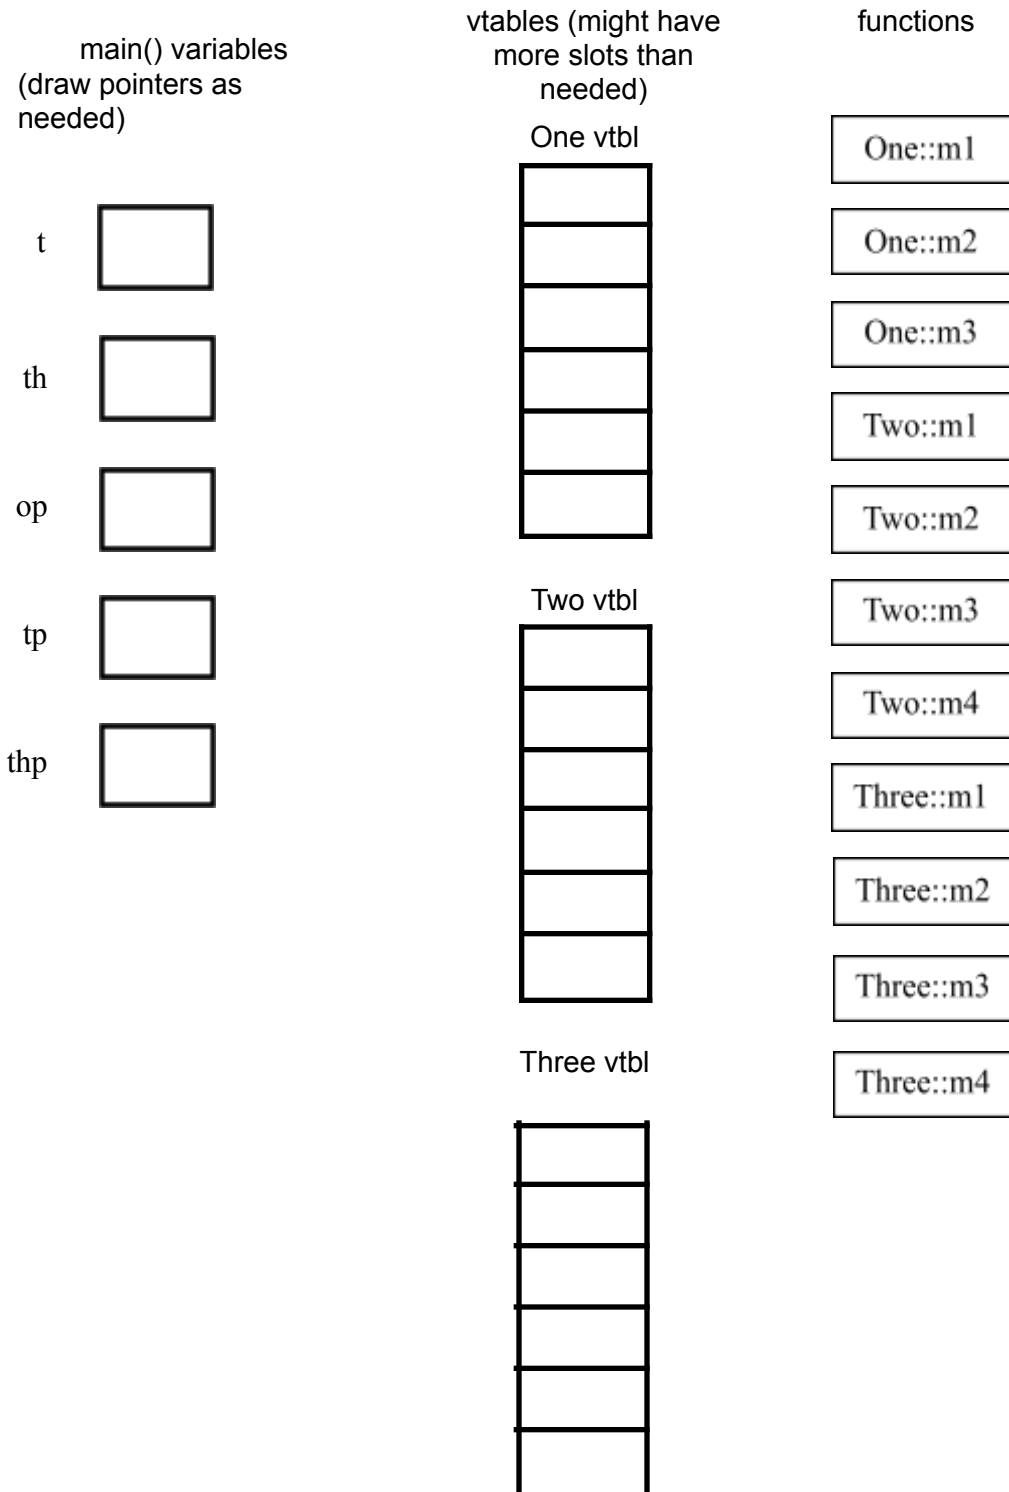 main() variables
(draw pointers as
needed)
t
th
op
tp
thp
vtables (might have
more slots than
needed)
One vtbl
Two vtbl
Three vtbl
functions
One::m1
One::m2
One::m3
Two::m1
Two::m2
Two::m3
Two::m4
Three::m1
Three::m2
Three::m3
Three::m4